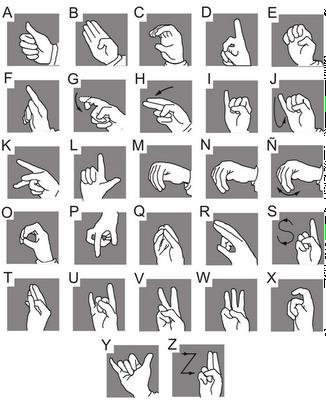 A B C D E
F G H I J
K L M N Ñ
O P Q R S
T U V W X
Y Z